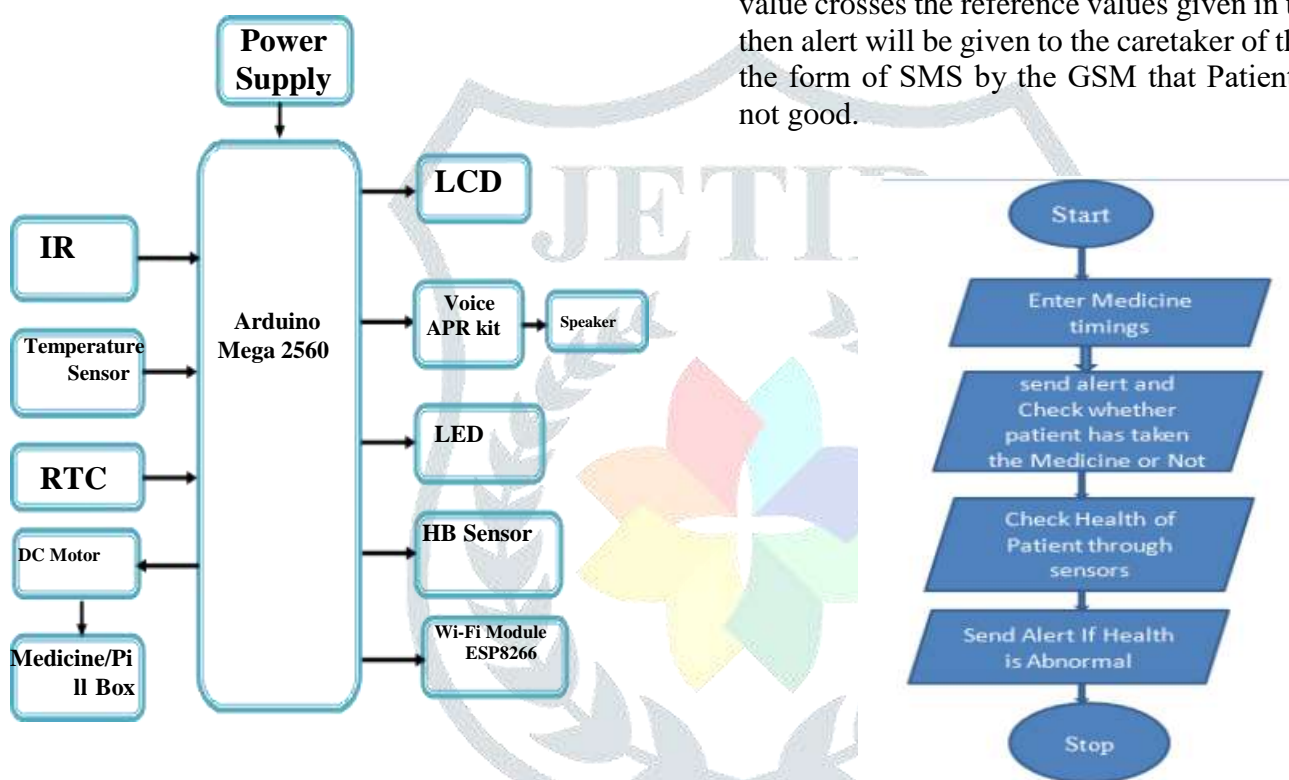 value crosses the reference values given in t
then alert will be given to the caretaker of th
the form of SMS by the GSM that Patient
not good.
Power
Supply
IR
Temperature
Sensor
RTC
DC Motor
Medicine/Pi
ll Box
Arduino
Mega 2560
LCD
Voice
APR kit
Speaker
LED
HB Sensor
Wi-Fi Module
ESP8266
JETIR
Start
Enter Medicine
timings
send alert and
Check whether
patient has taken
the Medicine or Not
Check Health of
Patient through
sensors
Send Alert If Health
is Abnormal
Stop